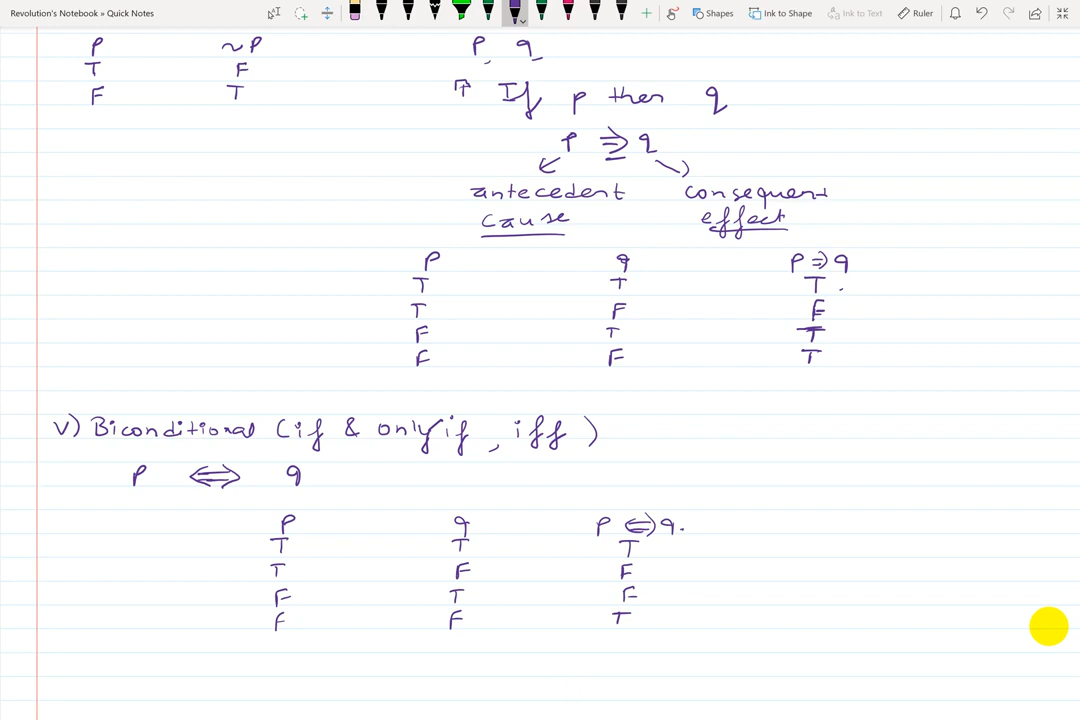 Revolution's Notebook » Quick Notes
Shapes
Ink to Shape
Ink to Text
Ruler
P ~P P, q
T F
F T
If p then q
P ⇒ q
antecedent consequent
cause effect
P q P ⇒ q
T T T
T F F
F T T
F F T
V) Biconditional (if & only if, iff)
P ⟺ q
P q P ⟺ q.
T T T
T F F
F T F
F F T